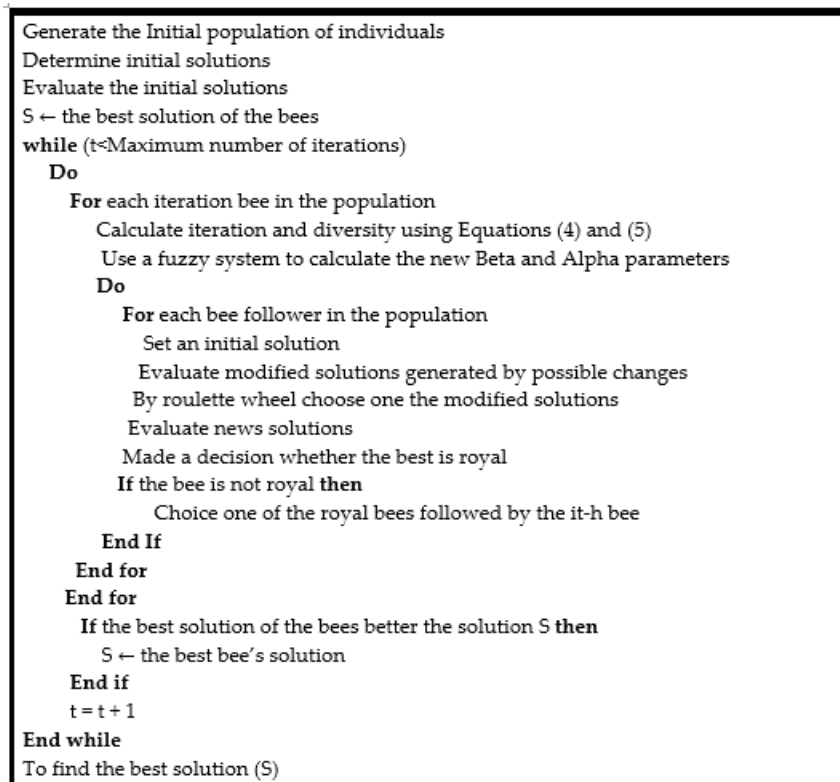 Generate the Initial population of individuals
Determine initial solutions
Evaluate the initial solutions
S ← the best solution of the bees
while (t<Maximum number of iterations)
Do
For each iteration bee in the population
Calculate iteration and diversity using Equations (4) and (5)
Use a fuzzy system to calculate the new Beta and Alpha parameters
Do
For each bee follower in the population
Set an initial solution
Evaluate modified solutions generated by possible changes
By roulette wheel choose one the modified solutions
Evaluate news solutions
Made a decision whether the best is royal
If the bee is not royal then
Choice one of the royal bees followed by the it-h bee
End If
End for
End for
If the best solution of the bees better the solution S then
S ← the best bee's solution
End if
t = t + 1
End while
To find the best solution (S)